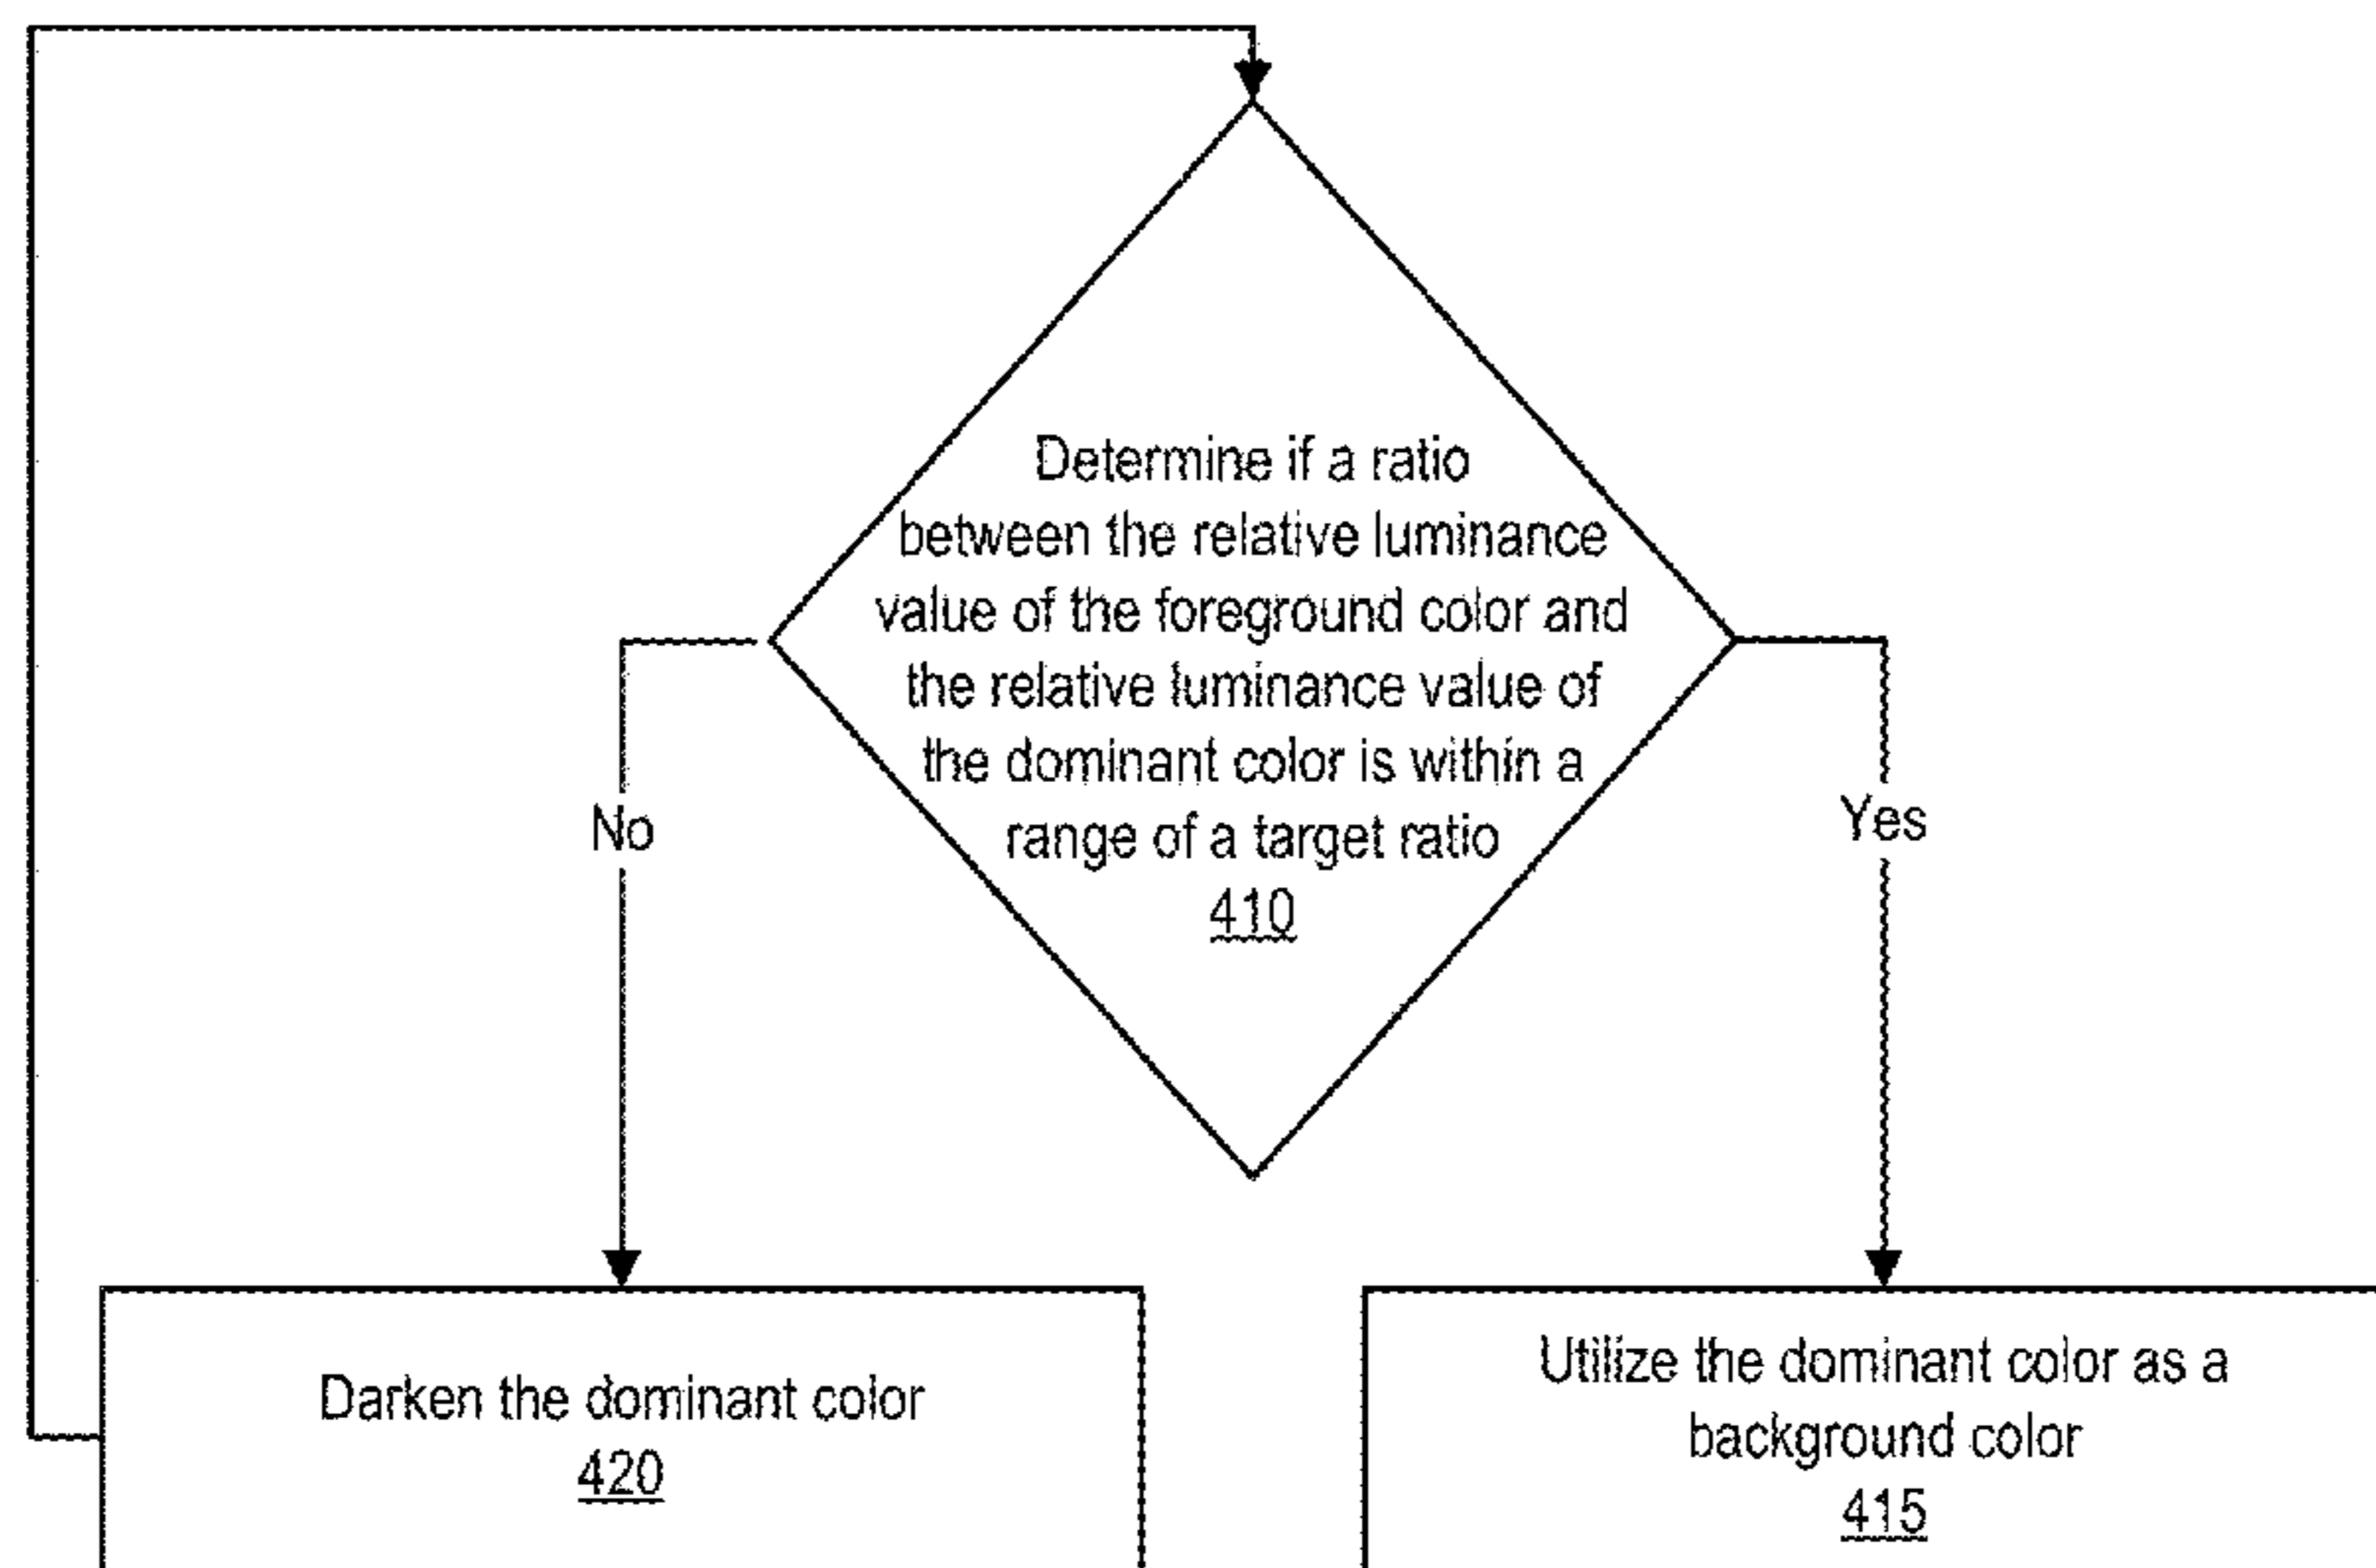 Determine if a ratio
between the relative luminance
value of the foreground color and
the relative luminance value of
the dominant color is within a
range of a target ratio
410
No
Yes
Darken the dominant color
420
Utilize the dominant color as a
background color
415